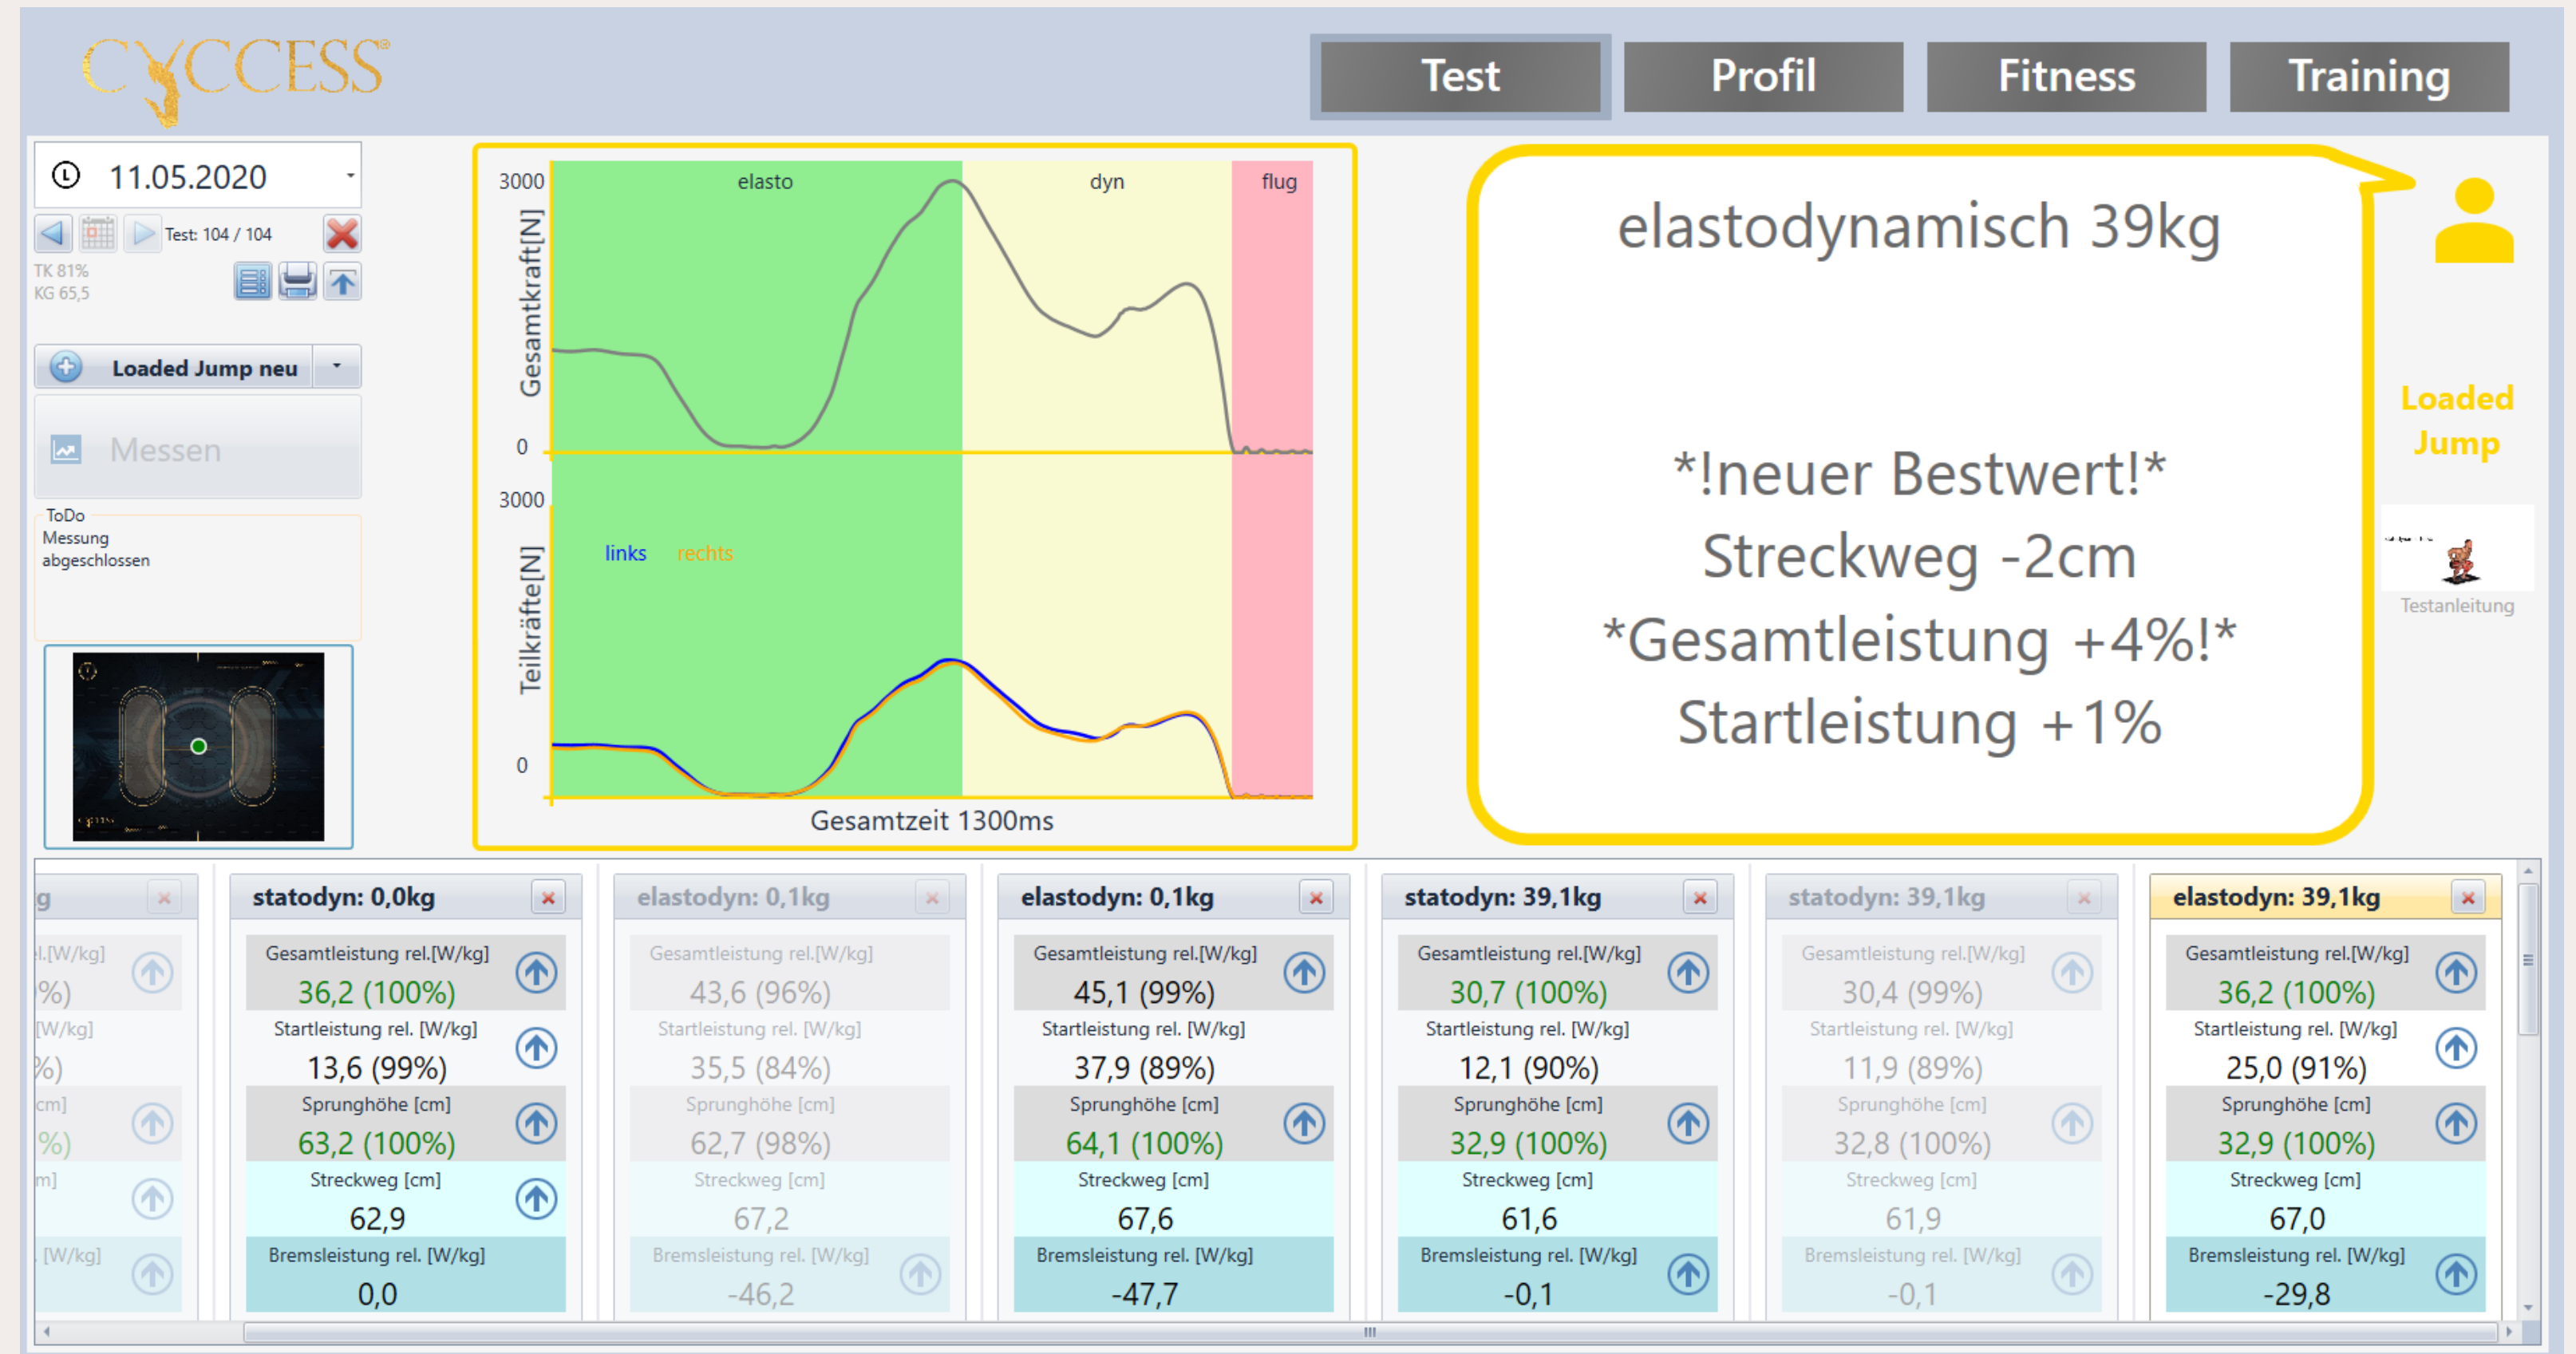 CYCCESS®
Test
Profil
Fitness
Training
11.05.2020
Test: 104 / 104
TK 81%
KG 65,5
Loaded Jump neu
Messen
ToDo
Messung
abgeschlossen
3000
elasto
dyn
flug
Gesamtkraft[N]
0
3000
links
rechts
Teilkräfte[N]
0
Gesamtzeit 1300ms
elastodynamisch 39kg
*!neuer Bestwert!*
Streckweg -2cm
*Gesamtleistung +4%!*
Startleistung +1%
Loaded
Jump
Testanleitung
g
l.[W/kg]
%)
[W/kg]
%)
cm]
%)
m]
. [W/kg]
statodyn: 0,0kg
Gesamtleistung rel.[W/kg]
36,2 (100%)
Startleistung rel. [W/kg]
13,6 (99%)
Sprunghöhe [cm]
63,2 (100%)
Streckweg [cm]
62,9
Bremsleistung rel. [W/kg]
0,0
elastodyn: 0,1kg
Gesamtleistung rel.[W/kg]
43,6 (96%)
Startleistung rel. [W/kg]
35,5 (84%)
Sprunghöhe [cm]
62,7 (98%)
Streckweg [cm]
67,2
Bremsleistung rel. [W/kg]
-46,2
elastodyn: 0,1kg
Gesamtleistung rel.[W/kg]
45,1 (99%)
Startleistung rel. [W/kg]
37,9 (89%)
Sprunghöhe [cm]
64,1 (100%)
Streckweg [cm]
67,6
Bremsleistung rel. [W/kg]
-47,7
statodyn: 39,1kg
Gesamtleistung rel.[W/kg]
30,7 (100%)
Startleistung rel. [W/kg]
12,1 (90%)
Sprunghöhe [cm]
32,9 (100%)
Streckweg [cm]
61,6
Bremsleistung rel. [W/kg]
-0,1
statodyn: 39,1kg
Gesamtleistung rel.[W/kg]
30,4 (99%)
Startleistung rel. [W/kg]
11,9 (89%)
Sprunghöhe [cm]
32,8 (100%)
Streckweg [cm]
61,9
Bremsleistung rel. [W/kg]
-0,1
elastodyn: 39,1kg
Gesamtleistung rel.[W/kg]
36,2 (100%)
Startleistung rel. [W/kg]
25,0 (91%)
Sprunghöhe [cm]
32,9 (100%)
Streckweg [cm]
67,0
Bremsleistung rel. [W/kg]
-29,8